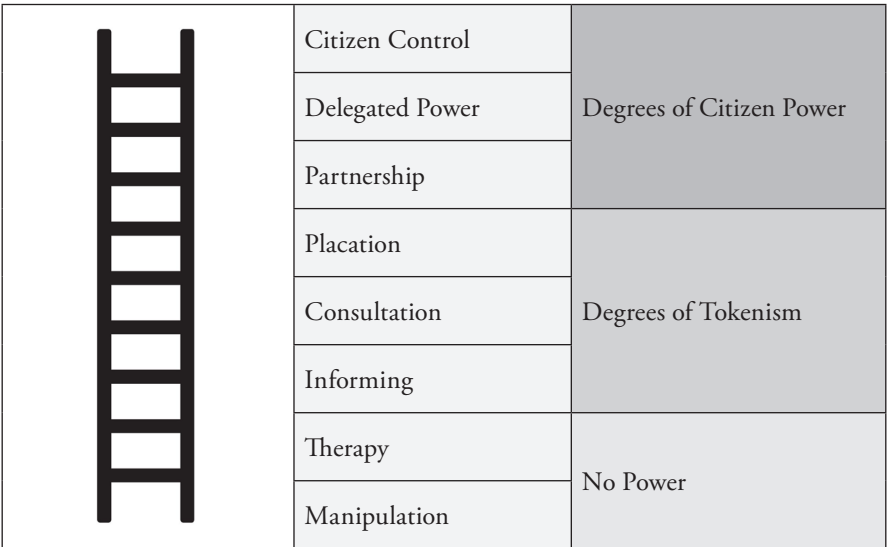 Citizen Control
Delegated Power
Partnership
Degrees of Citizen Power
Placation
Consultation
Informing
Degrees of Tokenism
Therapy
Manipulation
No Power